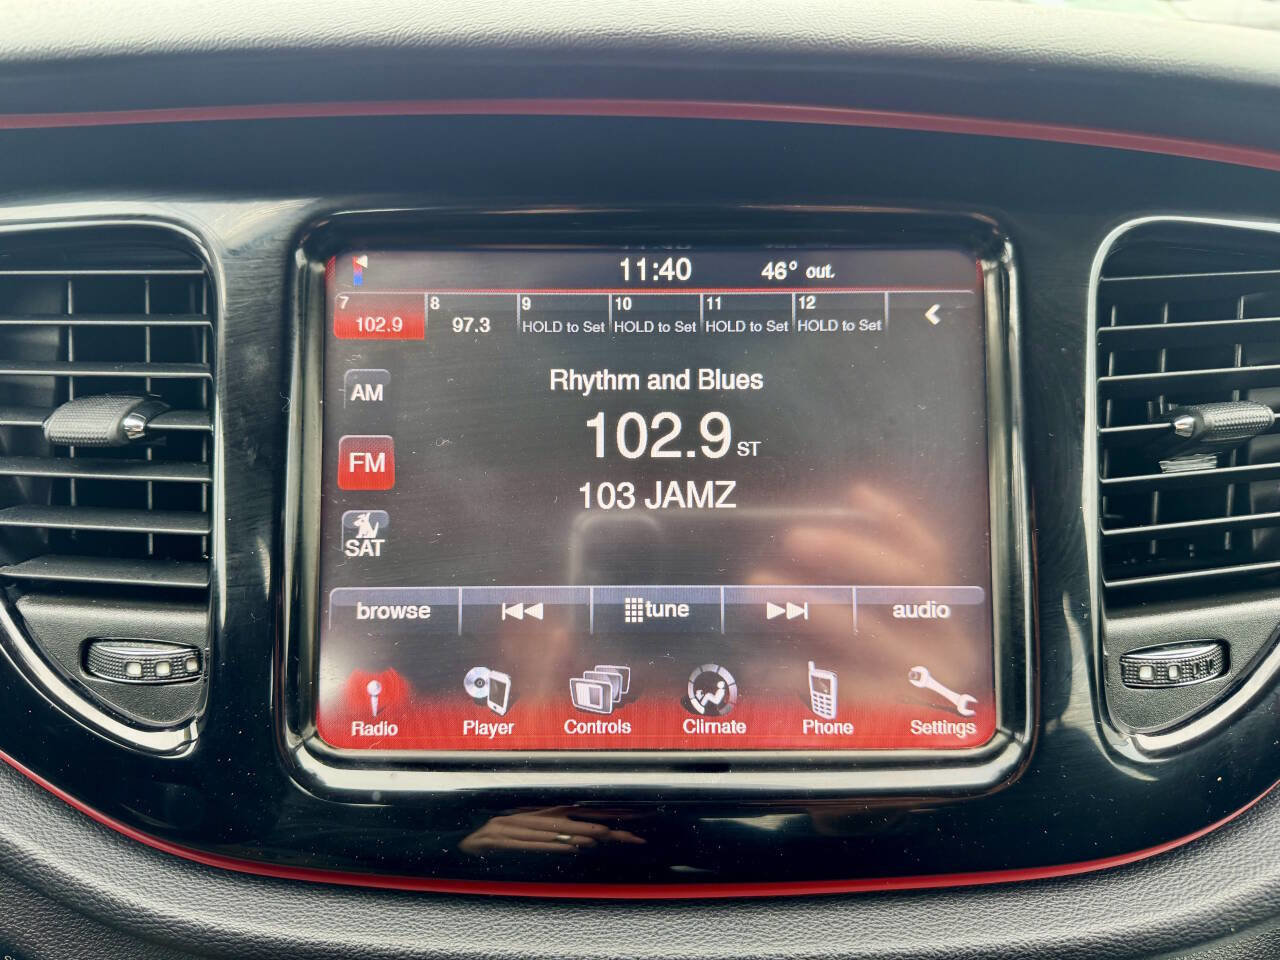 11:40 46° out.
7 8 9 10 11 12
102.9 97.3 HOLD to Set HOLD to Set HOLD to Set HOLD to Set
Rhythm and Blues
AM
102.9 ST
FM
103 JAMZ
SAT
browse tune audio
Radio Player Controls Climate Phone Settings